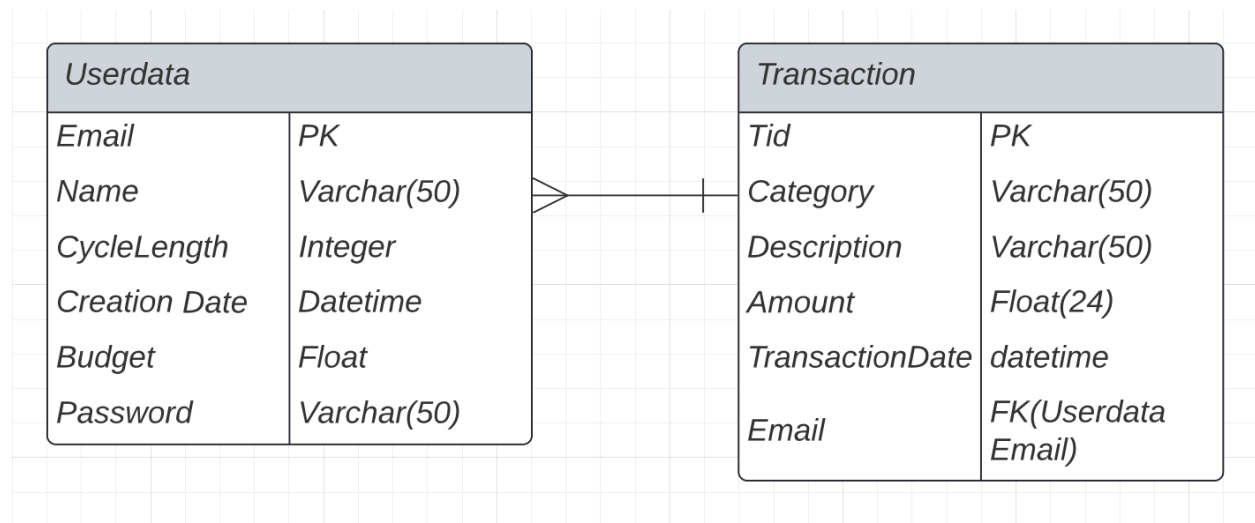 Userdata
Email PK
Name Varchar(50)
CycleLength Integer
Creation Date Datetime
Budget Float
Password Varchar(50)
Transaction
Tid PK
Category Varchar(50)
Description Varchar(50)
Amount Float(24)
TransactionDate datetime
Email FK(Userdata
Email)